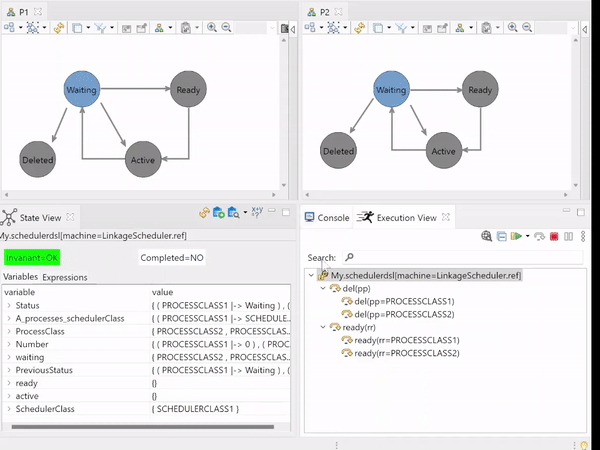 P1
P2
Waiting
Ready
Deleted
Active
Waiting
Ready
Deleted
Active
State View
x+y
Console
Execution View
My.schedulerdsl[machine=LinkageScheduler.ref]
Invariant=OK
Completed=NO
Variables Expressions
variable value
Status { ( PROCESSCLASS1 |-> Waiting ) , (
A_processes_schedulerClass { ( PROCESSCLASS1 |-> SCHEDULE...
ProcessClass { PROCESSCLASS2 , PROCESSCLAS...
Number { ( PROCESSCLASS1 |-> 0 ) , ( PROC
waiting { PROCESSCLASS2 , PROCESSCLAS...
PreviousStatus { ( PROCESSCLASS1 |-> Waiting ) , (
ready {}
active {}
SchedulerClass { SCHEDULERCLASS1 }
Search:
My.schedulerdsl[machine=LinkageScheduler.ref]
del(pp)
del(pp=PROCESSCLASS1)
del(pp=PROCESSCLASS2)
ready(rr)
ready(rr=PROCESSCLASS1)
ready(rr=PROCESSCLASS2)